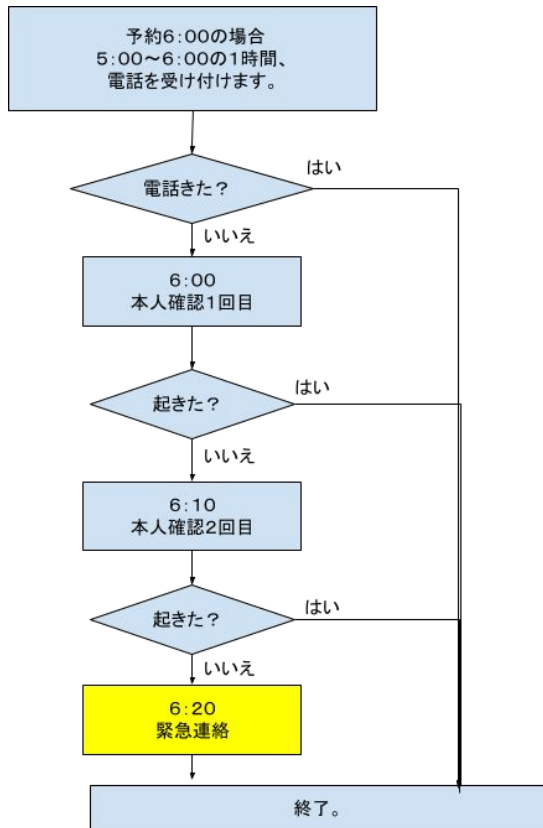 予約6:00の場合
5:00～6:00の1時間、
電話を受け付けます。
電話きた？
はい
いいえ
6:00
本人確認1回目
起きた？
はい
いいえ
6:10
本人確認2回目
起きた？
はい
いいえ
6:20
緊急連絡
終了。